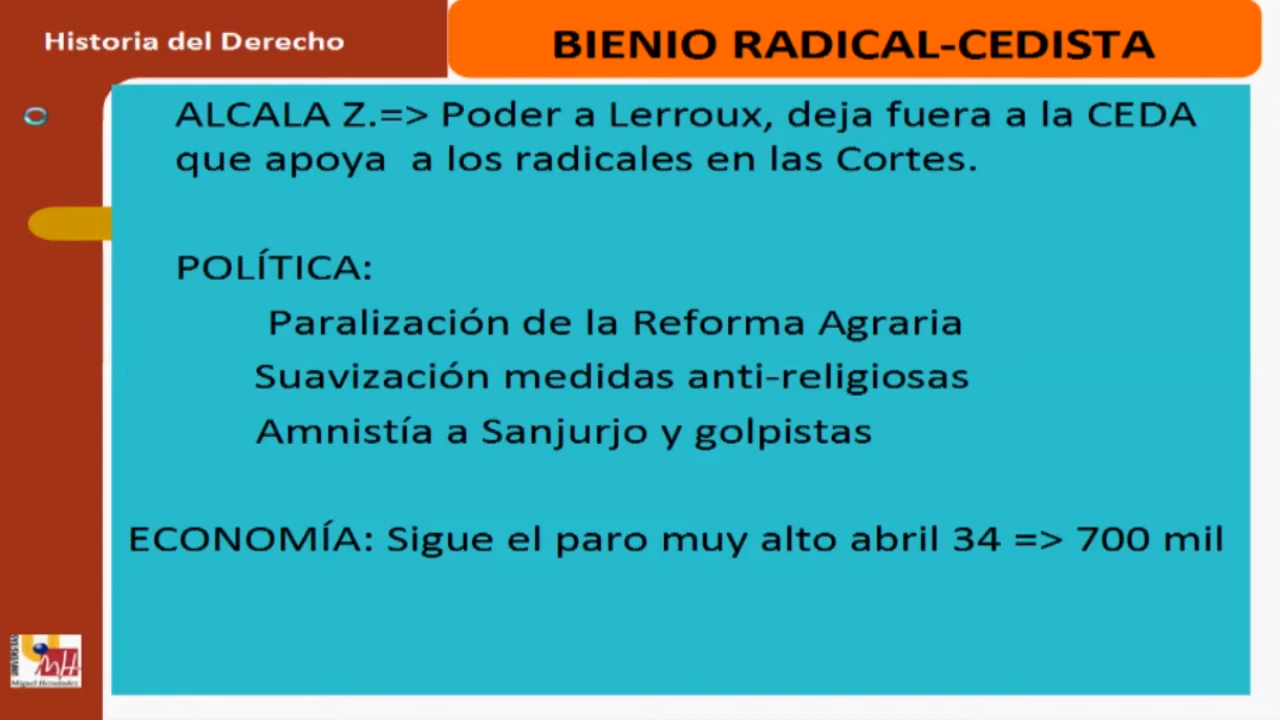 Historia del Derecho
BIENIO RADICAL-CEDISTA
ALCALA Z.=> Poder a Lerroux, deja fuera a la CEDA
que apoya a los radicales en las Cortes.
POLÍTICA:
Paralización de la Reforma Agraria
Suavización medidas anti-religiosas
Amnistía a Sanjurjo y golpistas
ECONOMÍA: Sigue el paro muy alto abril 34 => 700 mil
Miguel Hernández